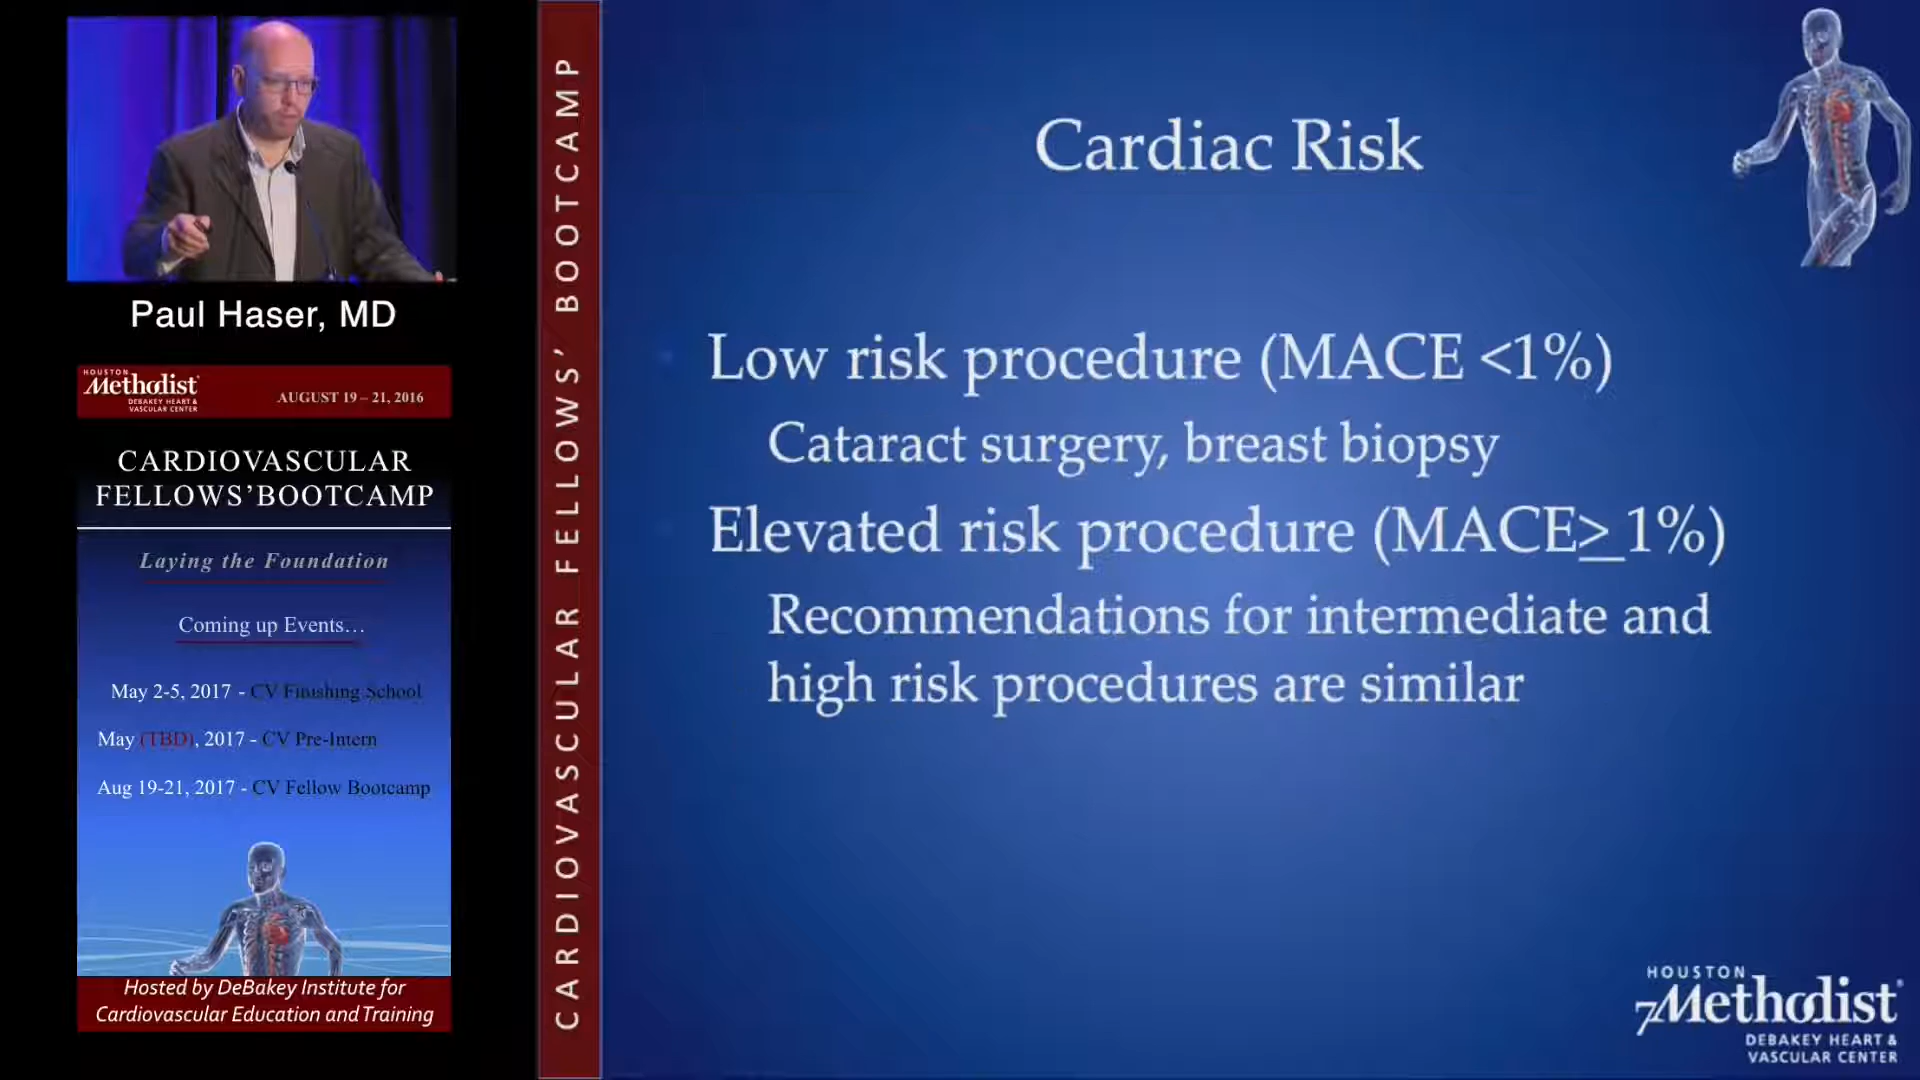 Paul Haser, MD
HOUSTON
Methodist
DEBAKEY HEART &
VASCULAR CENTER
AUGUST 19 – 21, 2016
CARDIOVASCULAR
FELLOWS’BOOTCAMP
Laying the Foundation
Coming up Events…
May 2-5, 2017 - CV Finishing School
May (TBD), 2017 - CV Pre-Intern
Aug 19-21, 2017 - CV Fellow Bootcamp
Hosted by DeBakey Institute for
Cardiovascular Education and Training
CARDIOVASCULAR FELLOWS’ BOOTCAMP
Cardiac Risk
Low risk procedure (MACE <1%)
Cataract surgery, breast biopsy
Elevated risk procedure (MACE≥ 1%)
Recommendations for intermediate and
high risk procedures are similar
HOUSTON
7
Methodist
DEBAKEY HEART &
VASCULAR CENTER